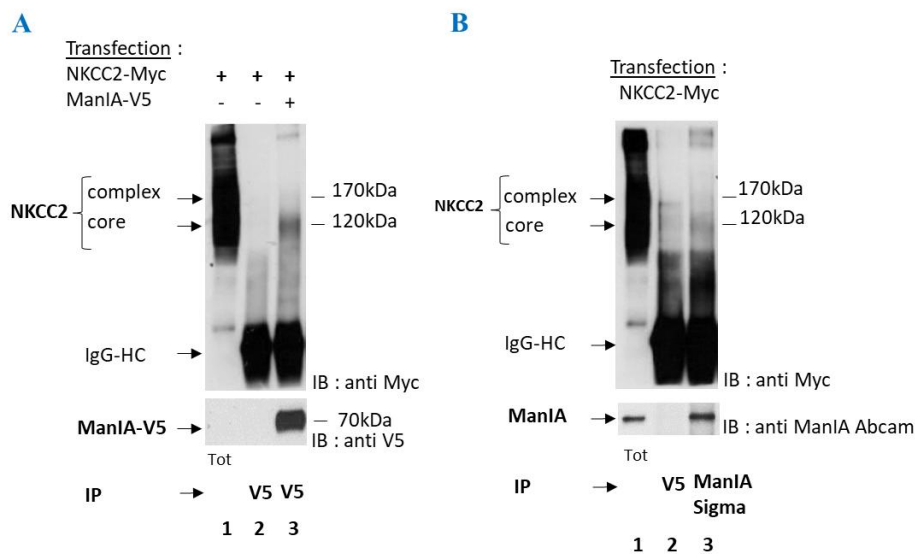 A
Transfection :
NKCC2-Myc + + +
ManIA-V5 - - +
NKCC2
complex
core
170kDa
120kDa
IgG-HC
IB : anti Myc
ManIA-V5
70kDa
IB : anti V5
Tot
IP V5 V5
1 2 3
B
Transfection :
NKCC2-Myc
NKCC2
complex
core
170kDa
120kDa
IgG-HC
IB : anti Myc
ManIA
IB : anti ManIA Abcam
Tot
IP V5 ManIA
Sigma
1 2 3